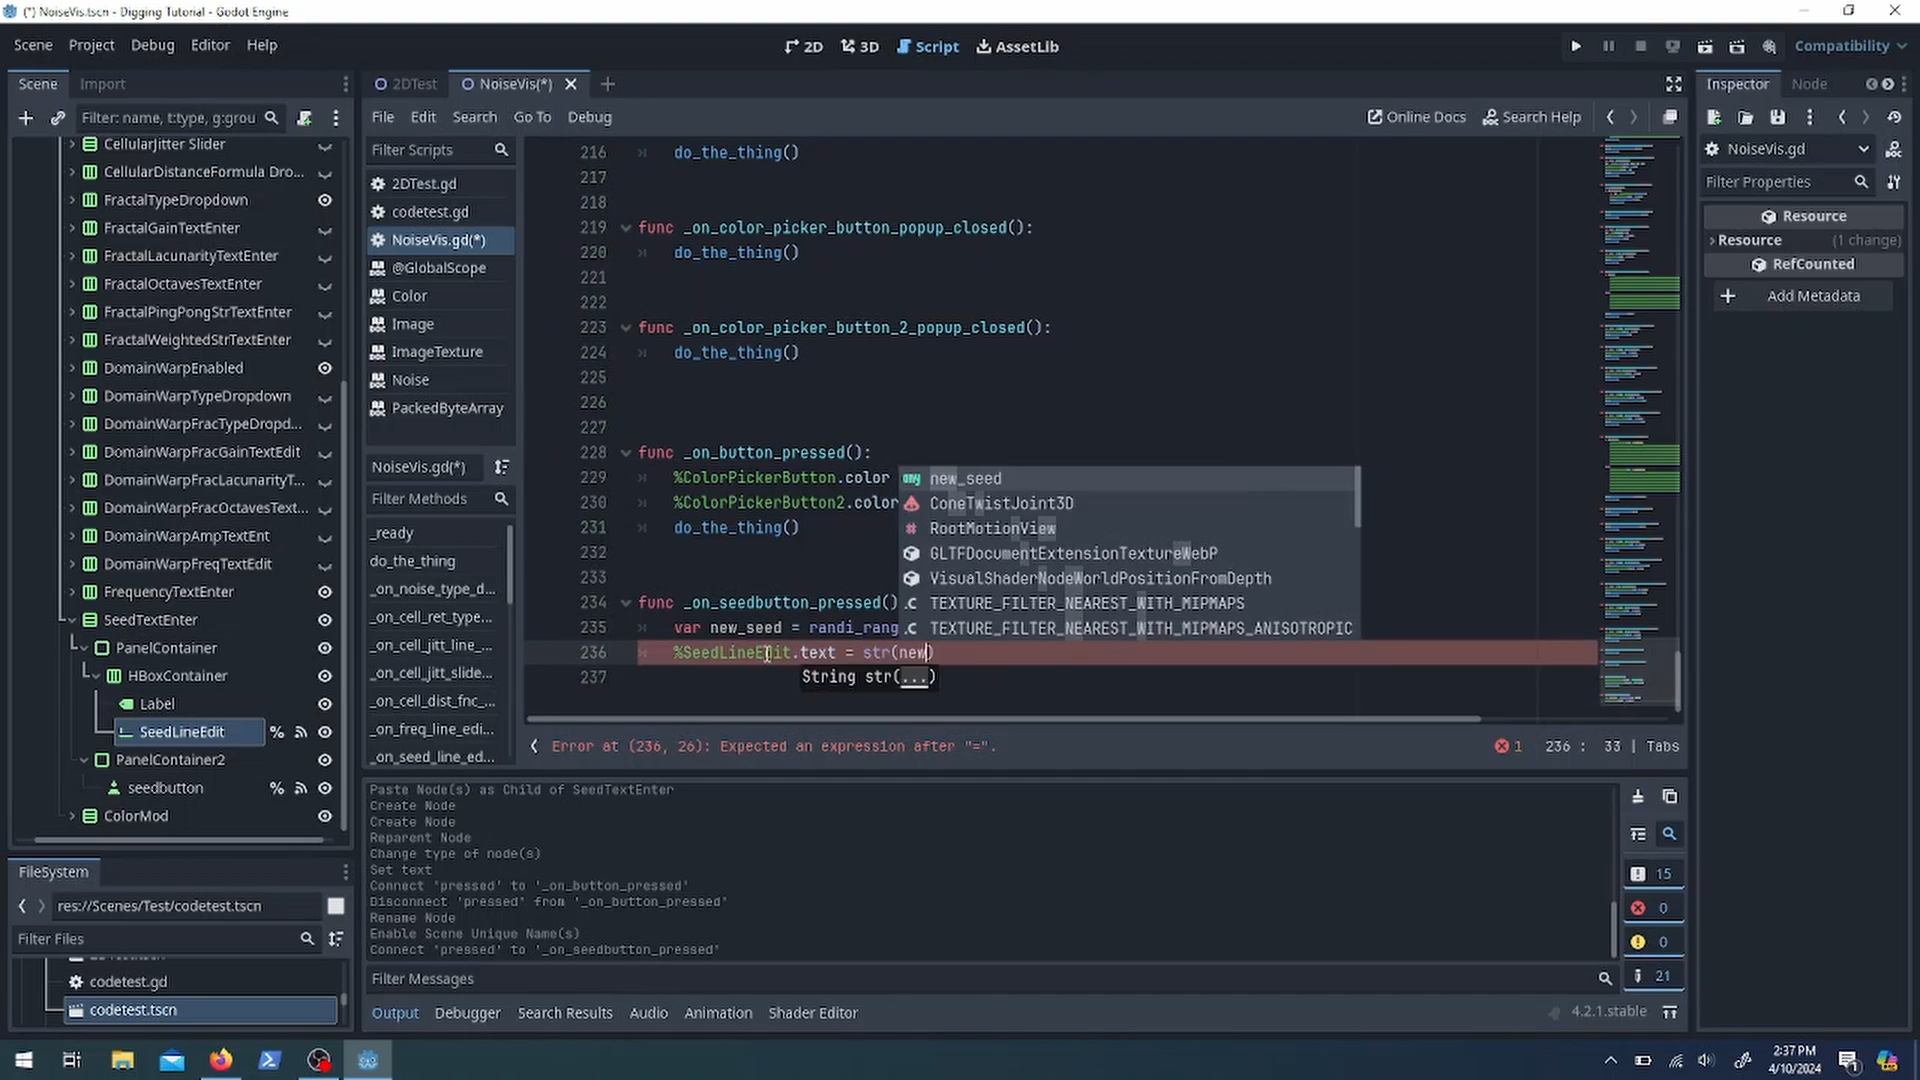 (*) NoiseVis.tscn - Digging Tutorial - Godot Engine
Scene Project Debug Editor Help
2D 3D Script AssetLib
Compatibility
Scene Import
2DTest NoiseVis(*)
Inspector Node
Filter: name, t:type, g:grou
File Edit Search Go To Debug
Online Docs Search Help
CellularJitter Slider
CellularDistanceFormula Dro...
FractalTypeDropdown
FractalGainTextEnter
FractalLacunarityTextEnter
FractalOctavesTextEnter
FractalPingPongStrTextEnter
FractalWeightedStrTextEnter
DomainWarpEnabled
DomainWarpTypeDropdown
DomainWarpFracTypeDropd...
DomainWarpFracGainTextEdit
DomainWarpFracLacunarityT...
DomainWarpFracOctavesText...
DomainWarpAmpTextEnt
DomainWarpFreqTextEdit
FrequencyTextEnter
SeedTextEnter
PanelContainer
HBoxContainer
Label
SeedLineEdit %
PanelContainer2
seedbutton %
ColorMod
FileSystem
res://Scenes/Test/codetest.tscn
Filter Files
codetest.gd
codetest.tscn
Filter Scripts
2DTest.gd
codetest.gd
NoiseVis.gd(*)
@GlobalScope
Color
Image
ImageTexture
Noise
PackedByteArray
NoiseVis.gd(*)
Filter Methods
_ready
do_the_thing
_on_noise_type_d...
_on_cell_ret_type...
_on_cell_jitt_line_...
_on_cell_jitt_slide...
_on_cell_dist_fnc_...
_on_freq_line_edi...
_on_seed_line_ed...
216 do_the_thing()
217
218
219 func _on_color_picker_button_popup_closed():
220 do_the_thing()
221
222
223 func _on_color_picker_button_2_popup_closed():
224 do_the_thing()
225
226
227
228 func _on_button_pressed():
229 %ColorPickerButton.color
230 %ColorPickerButton2.color
231 do_the_thing()
232
233
234 func _on_seedbutton_pressed()
235 var new_seed = randi_rang
236 %SeedLineEdit.text = str(new)
237
any new_seed
ConeTwistJoint3D
RootMotionView
GLTFDocumentExtensionTextureWebP
VisualShaderNodeWorldPositionFromDepth
.C TEXTURE_FILTER_NEAREST_WITH_MIPMAPS
.C TEXTURE_FILTER_NEAREST_WITH_MIPMAPS_ANISOTROPIC
String str(...)
Error at (236, 26): Expected an expression after "=".
1 236 : 33 | Tabs
Paste Node(s) as Child of SeedTextEnter
Create Node
Create Node
Reparent Node
Change type of node(s)
Set text
Connect 'pressed' to '_on_button_pressed'
Disconnect 'pressed' from '_on_button_pressed'
Rename Node
Enable Scene Unique Name(s)
Connect 'pressed' to '_on_seedbutton_pressed'
Filter Messages
15
0
0
21
Output Debugger Search Results Audio Animation Shader Editor
4.2.1.stable
NoiseVis.gd
Filter Properties
Resource
Resource (1 change)
RefCounted
Add Metadata
2:37 PM
4/10/2024
1